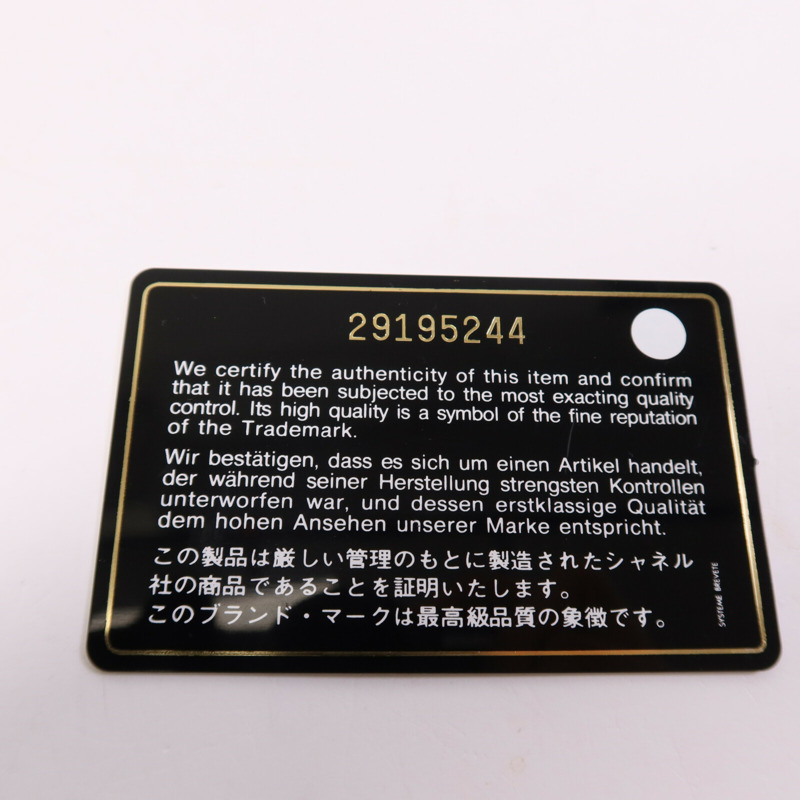 29195244
We certify the authenticity of this item and confirm
that it has been subjected to the most exacting quality
control. Its high quality is a symbol of the fine reputation
of the Trademark.
Wir bestätigen, dass es sich um einen Artikel handelt,
der während seiner Herstellung strengsten Kontrollen
unterworfen war, und dessen erstklassige Qualität
dem hohen Ansehen unserer Marke entspricht.
この製品は厳しい管理のもとに製造されたシャネル
社の商品であることを証明いたします。
このブランド・マークは最高級品質の象徴です。
SYSTEME BREVETE